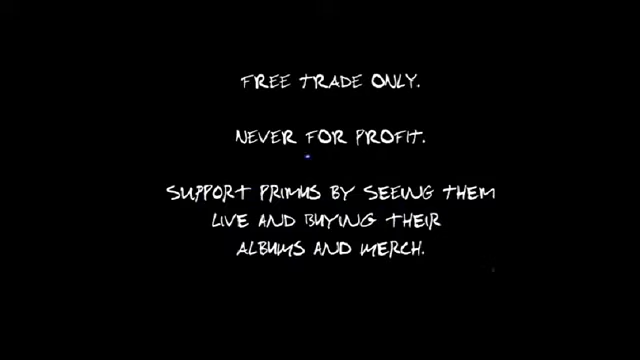 FREE TRADE ONLY.
NEVER FOR PROFIT.
SUPPORT PRIMUS BY SEEING THEM
LIVE AND BUYING THEIR
ALBUMS AND MERCH.